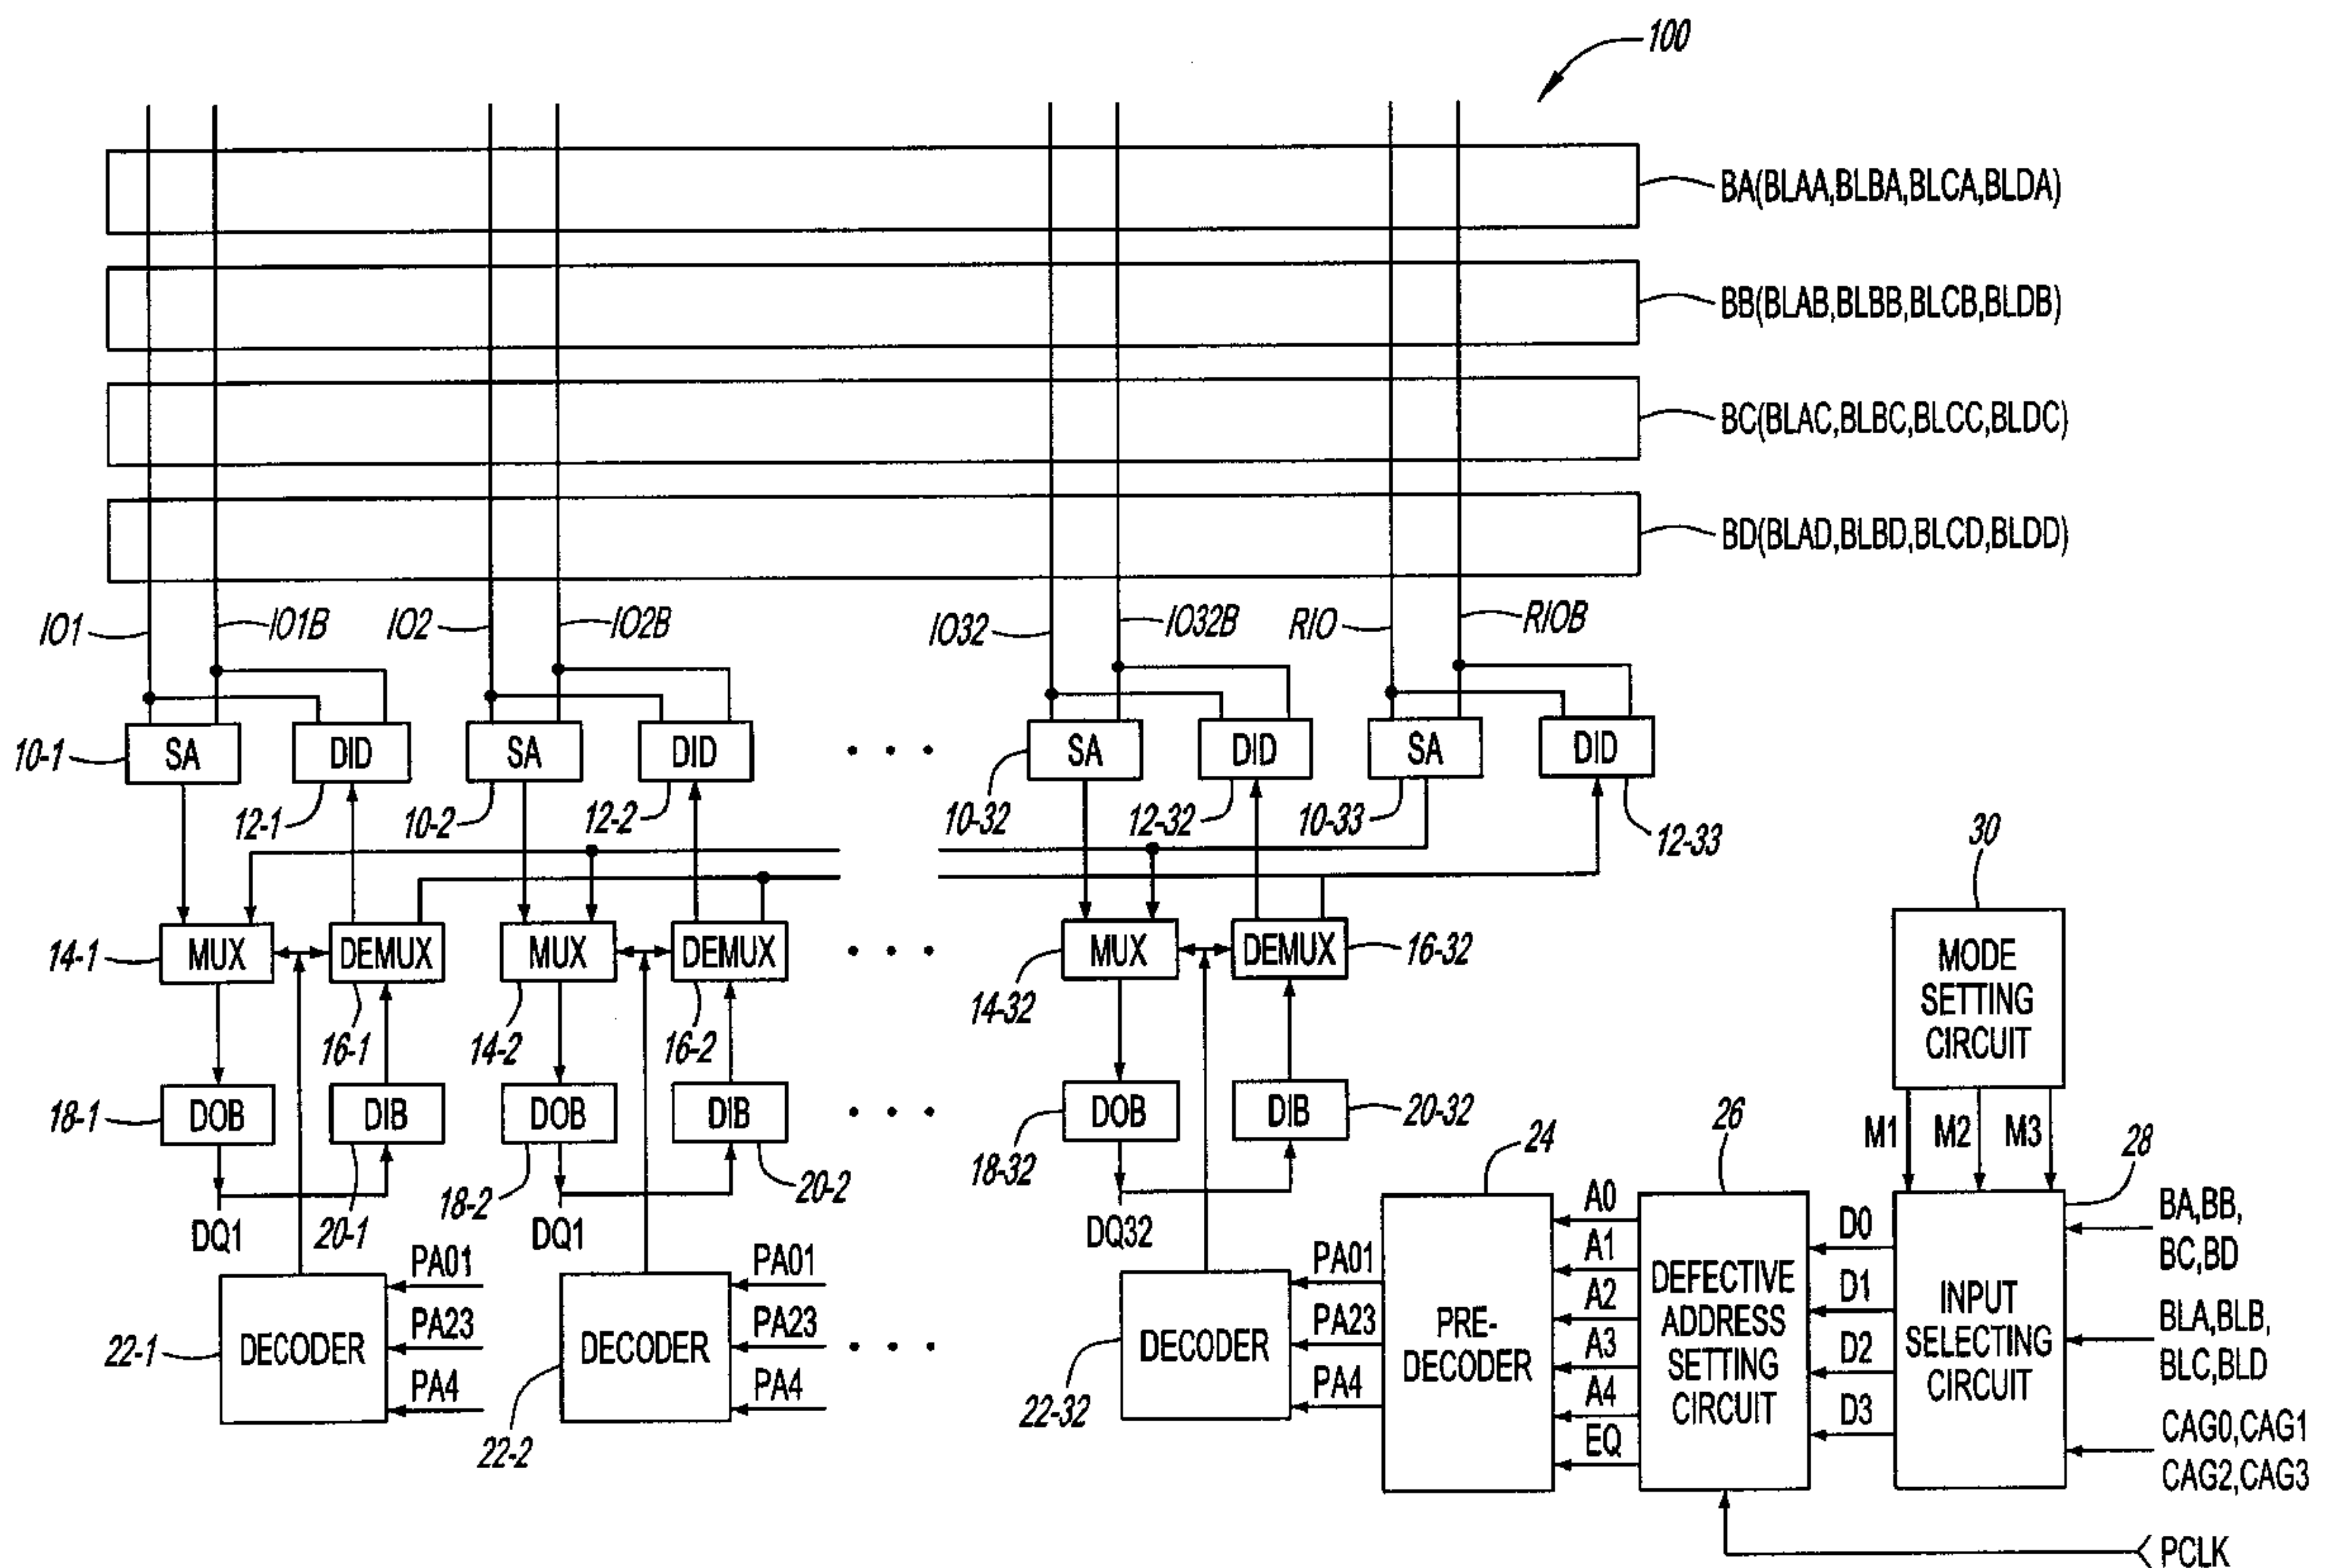 100
BA(BLAA,BLBA,BLCA,BLDA)
BB(BLAB,BLBB,BLCB,BLDB)
BC(BLAC,BLBC,BLCC,BLDC)
BD(BLAD,BLBD,BLCD,BLDD)
IO1 IO1B IO2 IO2B IO32 IO32B RIO RIOB
10-1 SA DID SA DID SA DID SA DID
12-1 10-2 12-2 10-32 12-32 10-33 12-33
30
14-1 MUX DEMUX MUX DEMUX MUX DEMUX 16-32
MODE
SETTING
CIRCUIT
16-1 14-2 16-2 14-32
18-1 DOB DIB DOB DIB DOB DIB 20-32
M1 M2 M3
24 26 28
20-1 18-2 20-2 18-32
DQ1 DQ1 DQ32
22-1 DECODER PA01
PA23
PA4
22-2 DECODER PA01
PA23
PA4
22-32 DECODER PA01
PA23
PA4
PRE-
DECODER
A0
A1
A2
A3
A4
EQ
DEFECTIVE
ADDRESS
SETTING
CIRCUIT
D0
D1
D2
D3
INPUT
SELECTING
CIRCUIT
BA,BB,
BC,BD
BLA,BLB,
BLC,BLD
CAG0,CAG1
CAG2,CAG3
PCLK